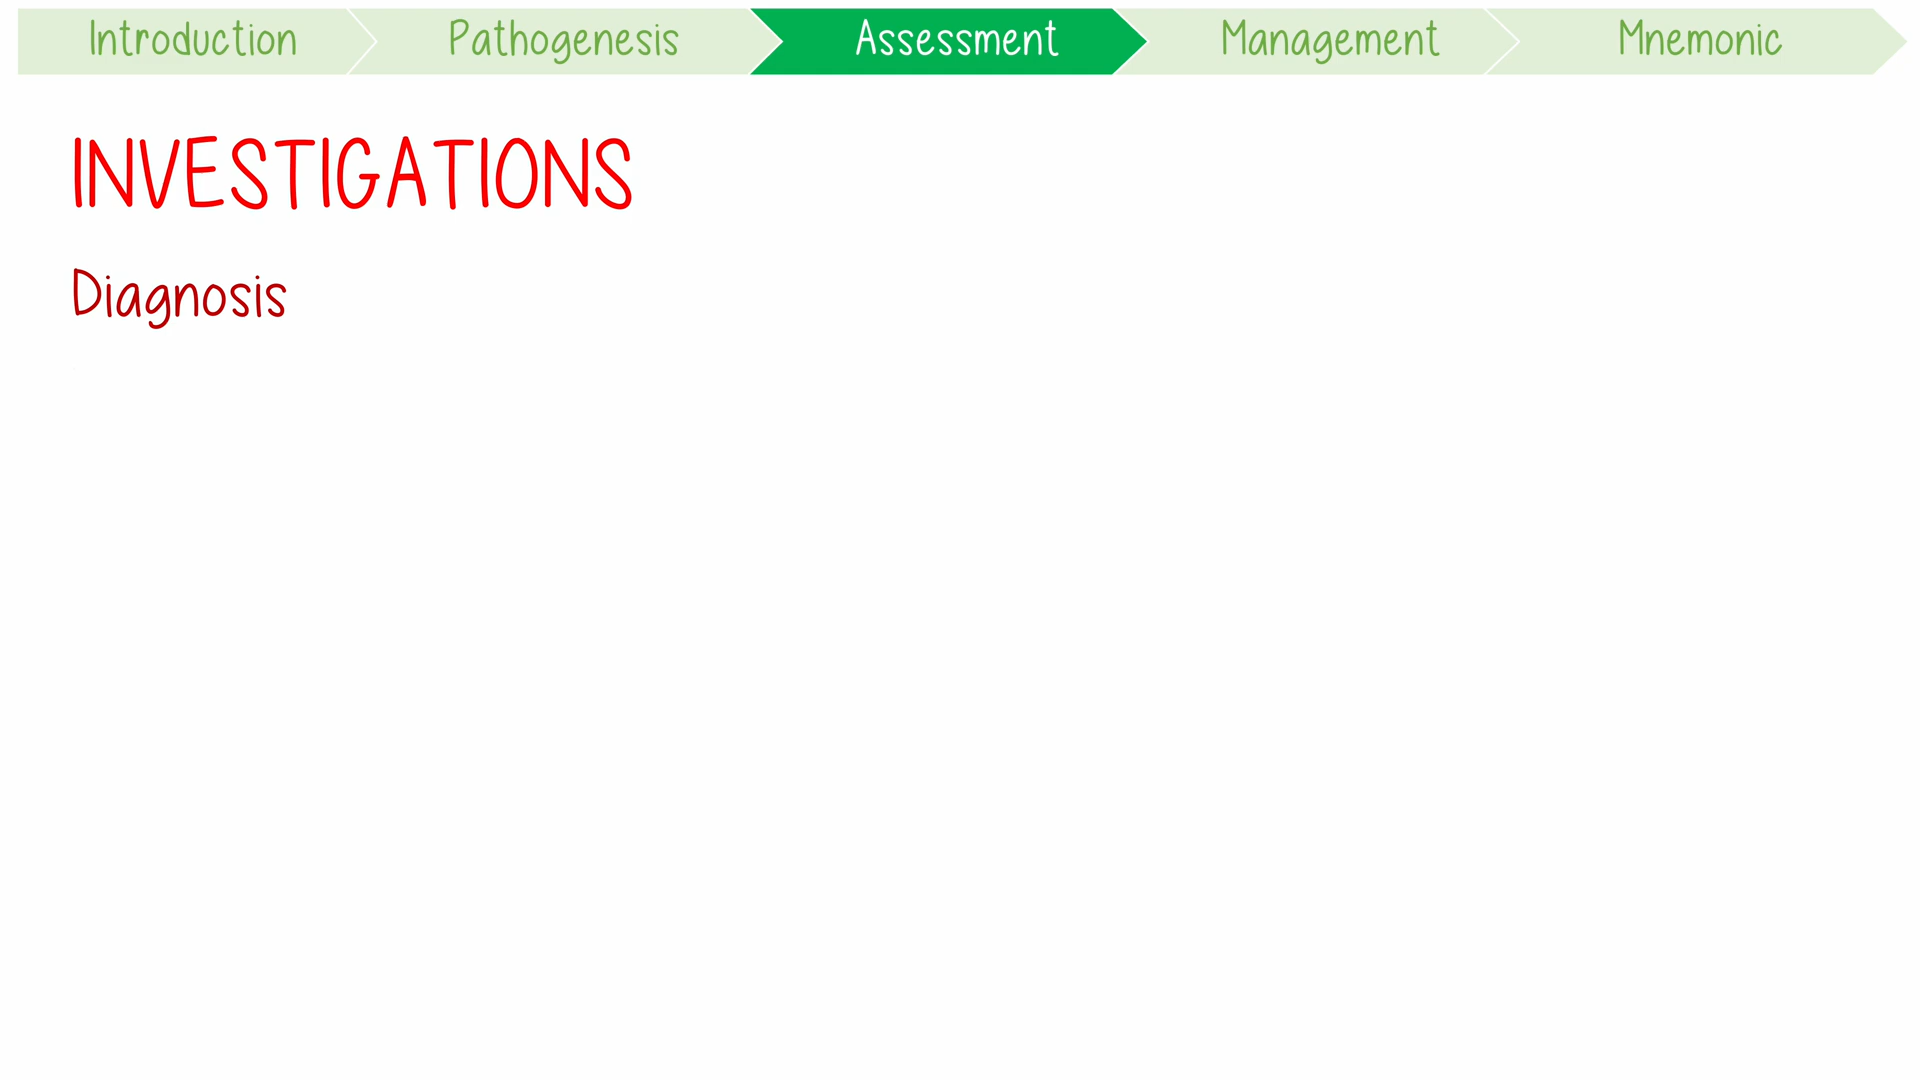 Introduction Pathogenesis Assessment Management Mnemonic
INVESTIGATIONS
Diagnosis